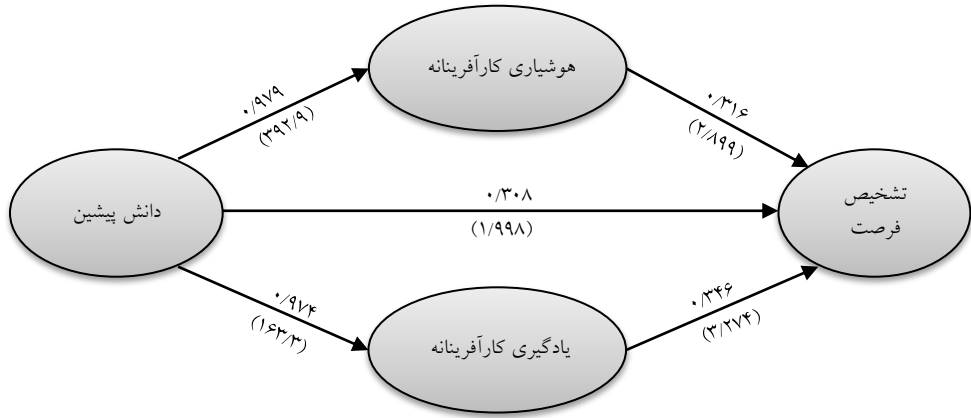 هوشیاری کارآفرینانه
۰/۹۷۹
(۳۹۲/۹)
۰/۳۱۶
(۲/۸۹۹)
تشخیص
فرصت
۰/۳۰۸
(۱/۹۹۸)
دانش پیشین
۰/۹۷۴
(۱۶۳/۳)
۰/۳۴۶
(۳/۲۷۴)
یادگیری کارآفرینانه